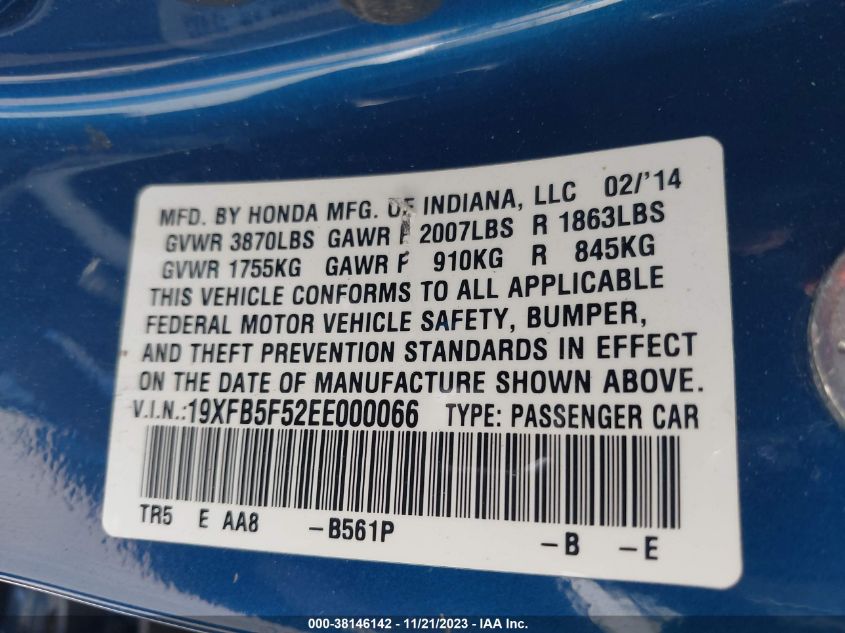 MFD. BY HONDA MFG. OF INDIANA, LLC 02/'14
GVWR 3870LBS GAWR F 2007LBS R 1863LBS
GVWR 1755KG GAWR F 910KG R 845KG
THIS VEHICLE CONFORMS TO ALL APPLICABLE
FEDERAL MOTOR VEHICLE SAFETY, BUMPER,
AND THEFT PREVENTION STANDARDS IN EFFECT
ON THE DATE OF MANUFACTURE SHOWN ABOVE.
V.I.N.:19XFB5F52EE000066 TYPE: PASSENGER CAR
TR5 E AA8 -B561P -B -E
000-38146142 - 11/21/2023 - IAA Inc.